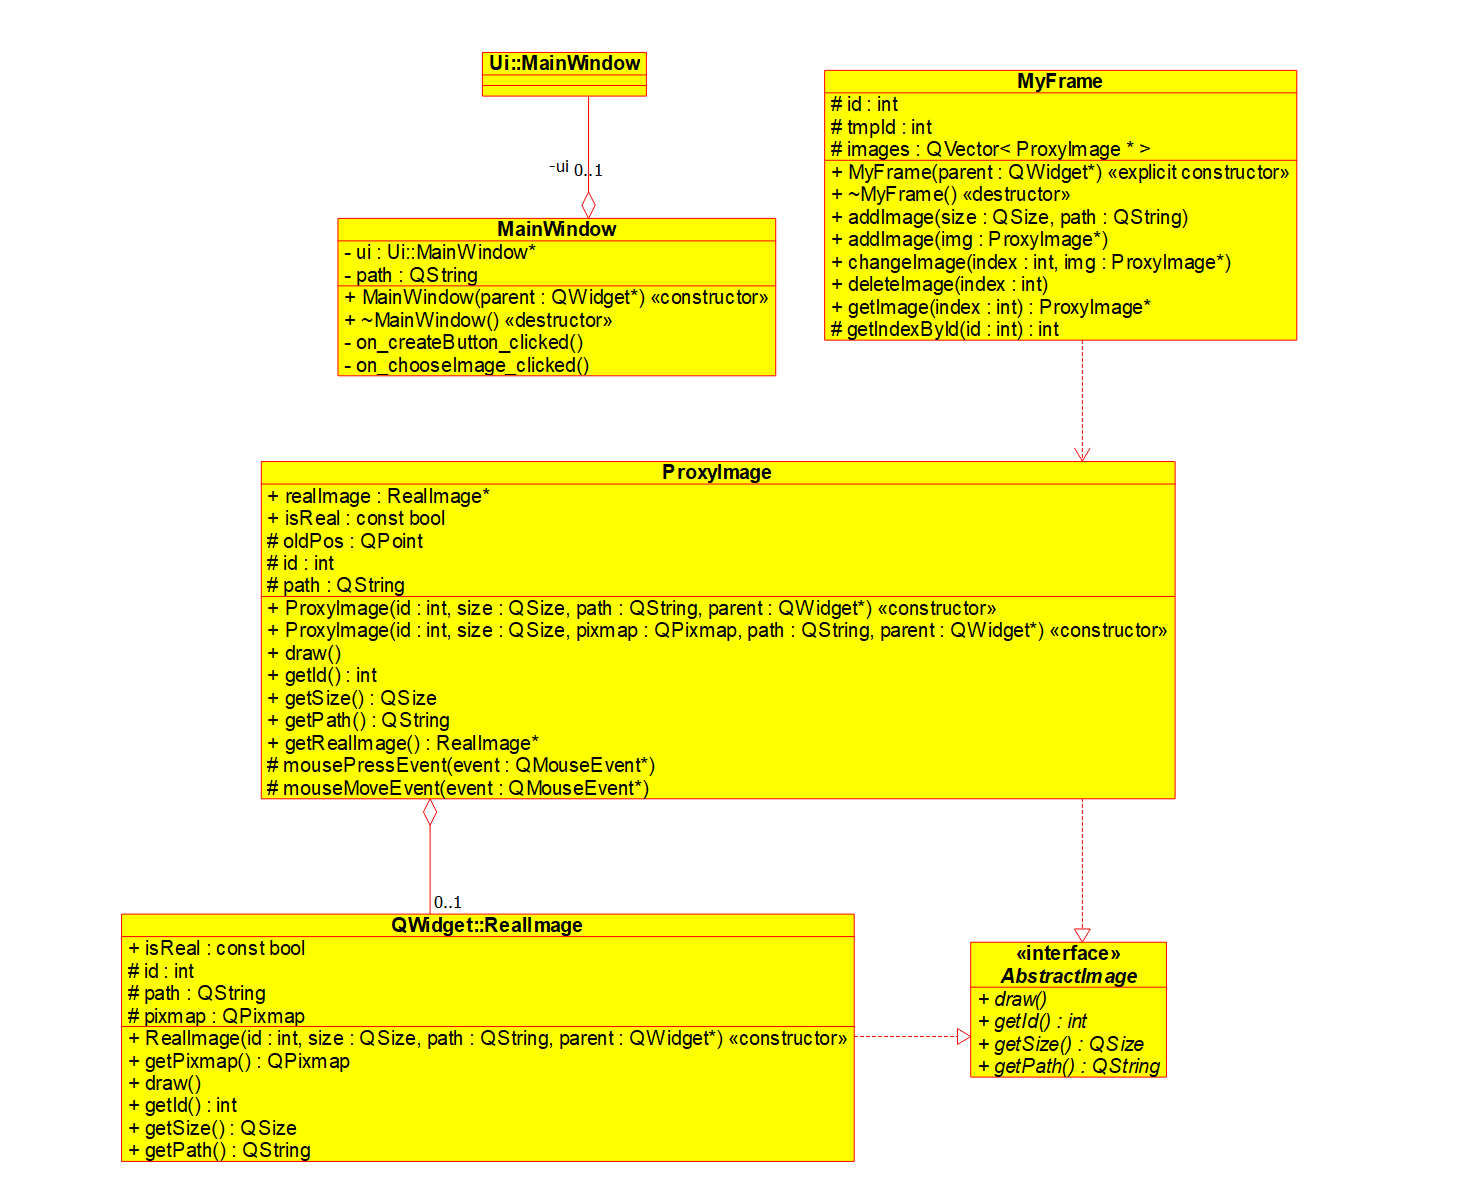 Ui::MainWindow
-ui 0..1
MainWindow
- ui : Ui::MainWindow*
- path : QString
+ MainWindow(parent : QWidget*) «constructor»
+ ~MainWindow() «destructor»
- on_createButton_clicked()
- on_chooseImage_clicked()
MyFrame
# id : int
# tmpId : int
# images : QVector< ProxyImage * >
+ MyFrame(parent : QWidget*) «explicit constructor»
+ ~MyFrame() «destructor»
+ addImage(size : QSize, path : QString)
+ addImage(img : ProxyImage*)
+ changeImage(index : int, img : ProxyImage*)
+ deleteImage(index : int)
+ getImage(index : int) : ProxyImage*
# getIndexById(id : int) : int
ProxyImage
+ realImage : RealImage*
+ isReal : const bool
# oldPos : QPoint
# id : int
# path : QString
+ ProxyImage(id : int, size : QSize, path : QString, parent : QWidget*) «constructor»
+ ProxyImage(id : int, size : QSize, pixmap : QPixmap, path : QString, parent : QWidget*) «constructor»
+ draw()
+ getId() : int
+ getSize() : QSize
+ getPath() : QString
+ getRealImage() : RealImage*
# mousePressEvent(event : QMouseEvent*)
# mouseMoveEvent(event : QMouseEvent*)
0..1
QWidget::RealImage
+ isReal : const bool
# id : int
# path : QString
# pixmap : QPixmap
+ RealImage(id : int, size : QSize, path : QString, parent : QWidget*) «constructor»
+ getPixmap() : QPixmap
+ draw()
+ getId() : int
+ getSize() : QSize
+ getPath() : QString
«interface»
AbstractImage
+ draw()
+ getId() : int
+ getSize() : QSize
+ getPath() : QString